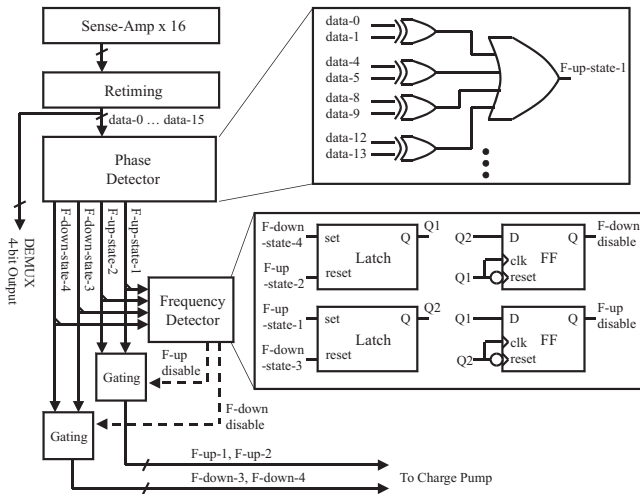 Sense-Amp x 16
Retiming
data-0 ... data-15
Phase
Detector
F-down-state-4
F-down-state-3
F-up-state-2
F-up-state-1
DEMUX
4-bit Output
Frequency
Detector
F-up
disable
Gating
F-down
disable
Gating
F-up-1, F-up-2
F-down-3, F-down-4
To Charge Pump
data-0
data-1
data-4
data-5
data-8
data-9
data-12
data-13
F-up-state-1
F-down
-state-4
set
Q
Q1
Latch
F-up
-state-2
reset
Q2
D
Q
F-down
disable
clk
FF
Q1
reset
F-up
-state-1
set
Q
Q2
Latch
F-down
-state-3
reset
Q1
D
Q
F-up
disable
clk
FF
Q2
reset